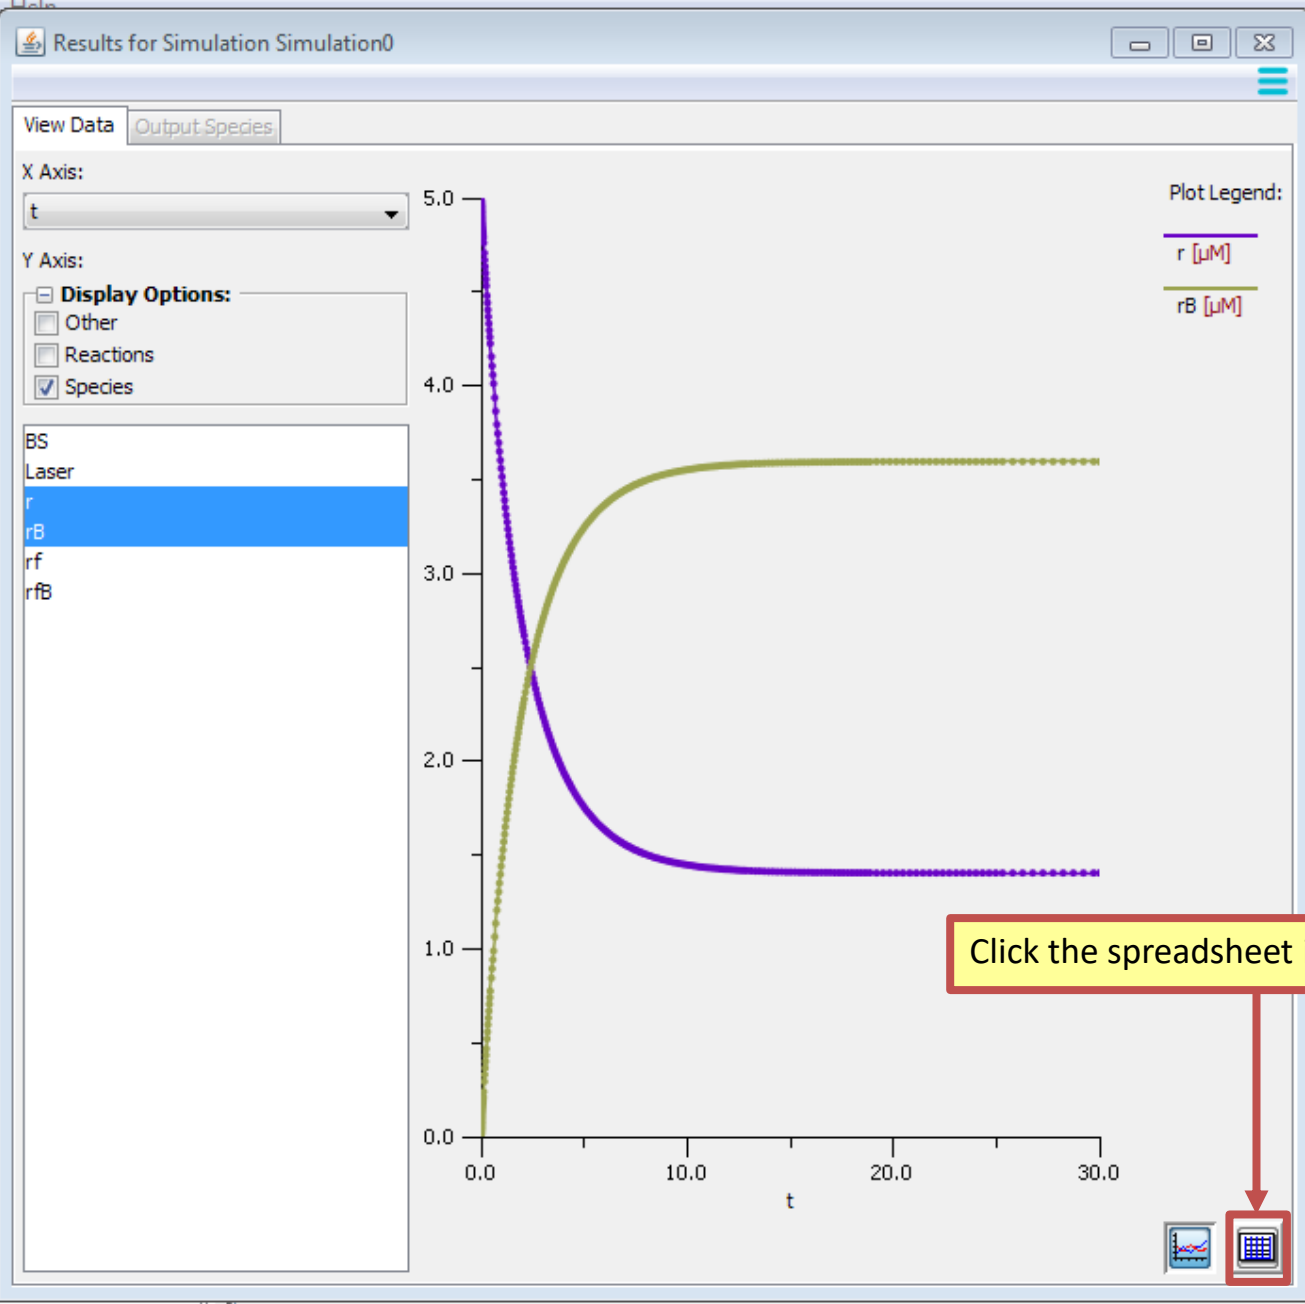 Help
Results for Simulation Simulation0
View Data
Output Species
X Axis:
t
Y Axis:
Display Options:
Other
Reactions
Species
BS
Laser
r
rB
rf
rfB
5.0
4.0
3.0
2.0
1.0
0.0
0.0 10.0 20.0 30.0
t
Plot Legend:
r [µM]
rB [µM]
Click the spreadsheet